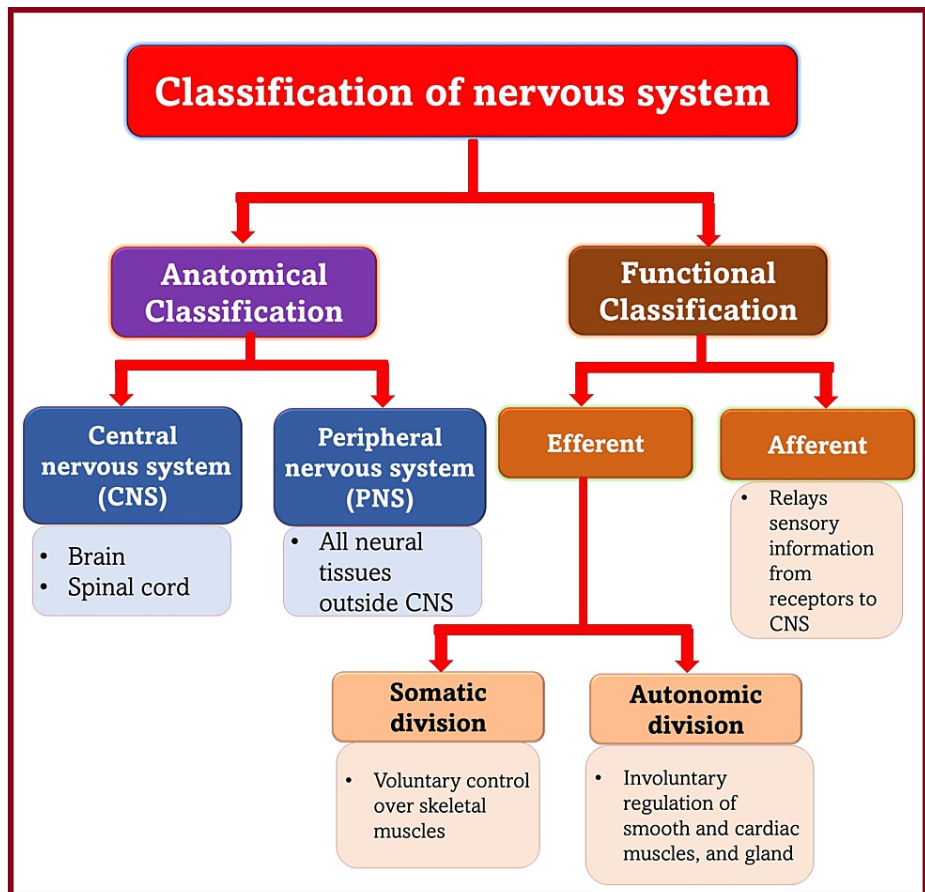 Classification of nervous system
Anatomical
Classification
Functional
Classification
Central
nervous system
(CNS)
• Brain
• Spinal cord
Peripheral
nervous system
(PNS)
• All neural
tissues
outside CNS
Efferent
Afferent
• Relays
sensory
information
from
receptors to
CNS
Somatic
division
• Voluntary control
over skeletal
muscles
Autonomic
division
• Involuntary
regulation of
smooth and cardiac
muscles, and gland